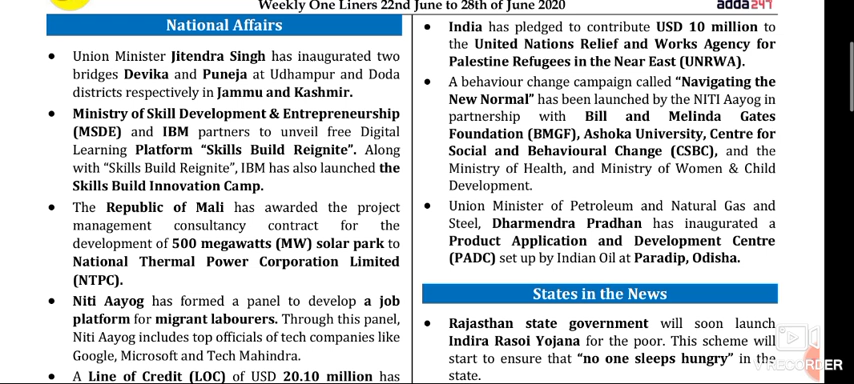 Weekly One Liners 22nd June to 28th of June 2020
adda247
National Affairs
• Union Minister Jitendra Singh has inaugurated two
bridges Devika and Puneja at Udhampur and Doda
districts respectively in Jammu and Kashmir.
• Ministry of Skill Development & Entrepreneurship
(MSDE) and IBM partners to unveil free Digital
Learning Platform “Skills Build Reignite”. Along
with “Skills Build Reignite”, IBM has also launched the
Skills Build Innovation Camp.
• The Republic of Mali has awarded the project
management consultancy contract for the
development of 500 megawatts (MW) solar park to
National Thermal Power Corporation Limited
(NTPC).
• Niti Aayog has formed a panel to develop a job
platform for migrant labourers. Through this panel,
Niti Aayog includes top officials of tech companies like
Google, Microsoft and Tech Mahindra.
• A Line of Credit (LOC) of USD 20.10 million has
• India has pledged to contribute USD 10 million to
the United Nations Relief and Works Agency for
Palestine Refugees in the Near East (UNRWA).
• A behaviour change campaign called “Navigating the
New Normal” has been launched by the NITI Aayog in
partnership with Bill and Melinda Gates
Foundation (BMGF), Ashoka University, Centre for
Social and Behavioural Change (CSBC), and the
Ministry of Health, and Ministry of Women & Child
Development.
• Union Minister of Petroleum and Natural Gas and
Steel, Dharmendra Pradhan has inaugurated a
Product Application and Development Centre
(PADC) set up by Indian Oil at Paradip, Odisha.
States in the News
• Rajasthan state government will soon launch
Indira Rasoi Yojana for the poor. This scheme will
start to ensure that “no one sleeps hungry” in the
state.
RECORDER